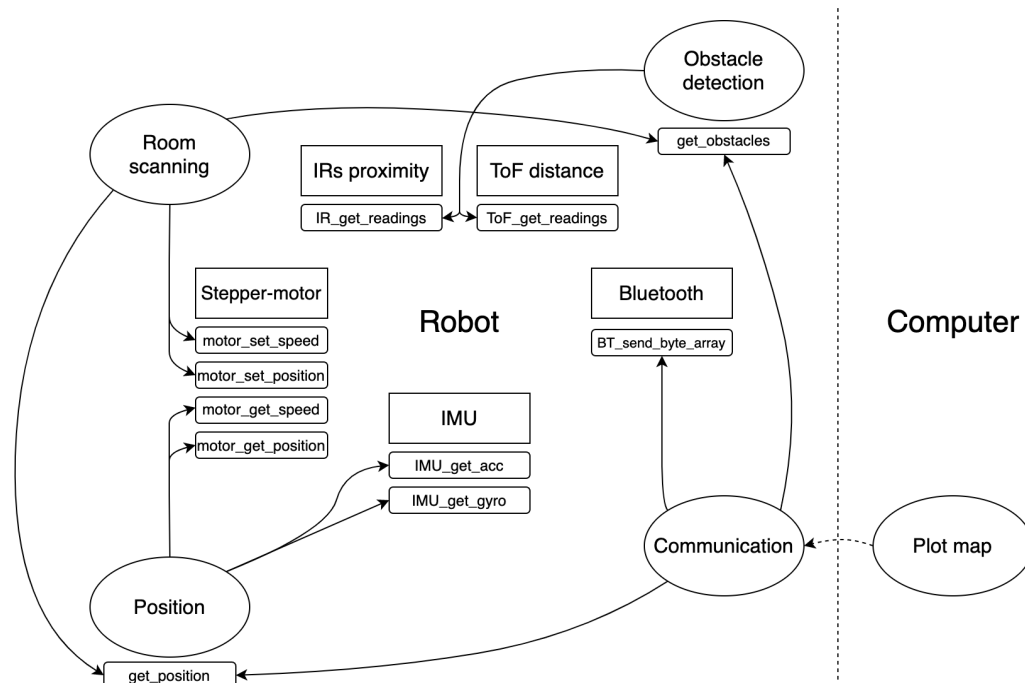 Obstacle
detection
get_obstacles
Room
scanning
IRs proximity
ToF distance
IR_get_readings
ToF_get_readings
Stepper-motor
motor_set_speed
motor_set_position
motor_get_speed
motor_get_position
Robot
Bluetooth
BT_send_byte_array
Computer
IMU
IMU_get_acc
IMU_get_gyro
Communication
Plot map
Position
get_position